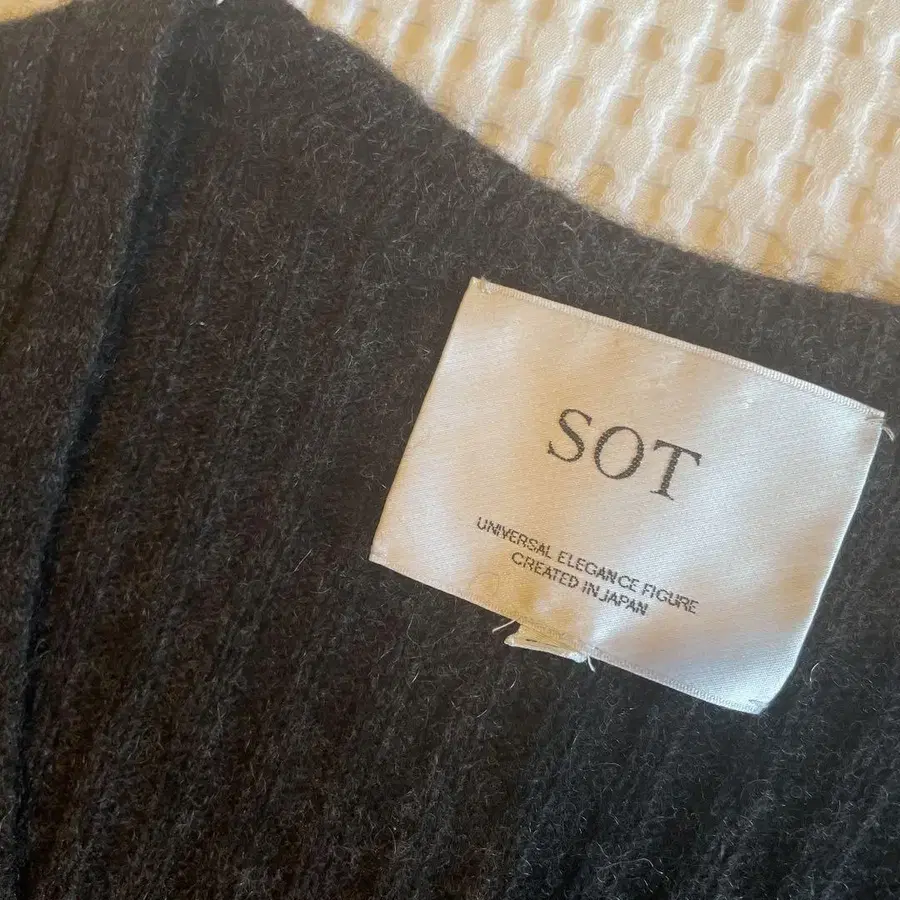 SOT
UNIVERSAL ELEGANCE FIGURE
CREATED IN JAPAN